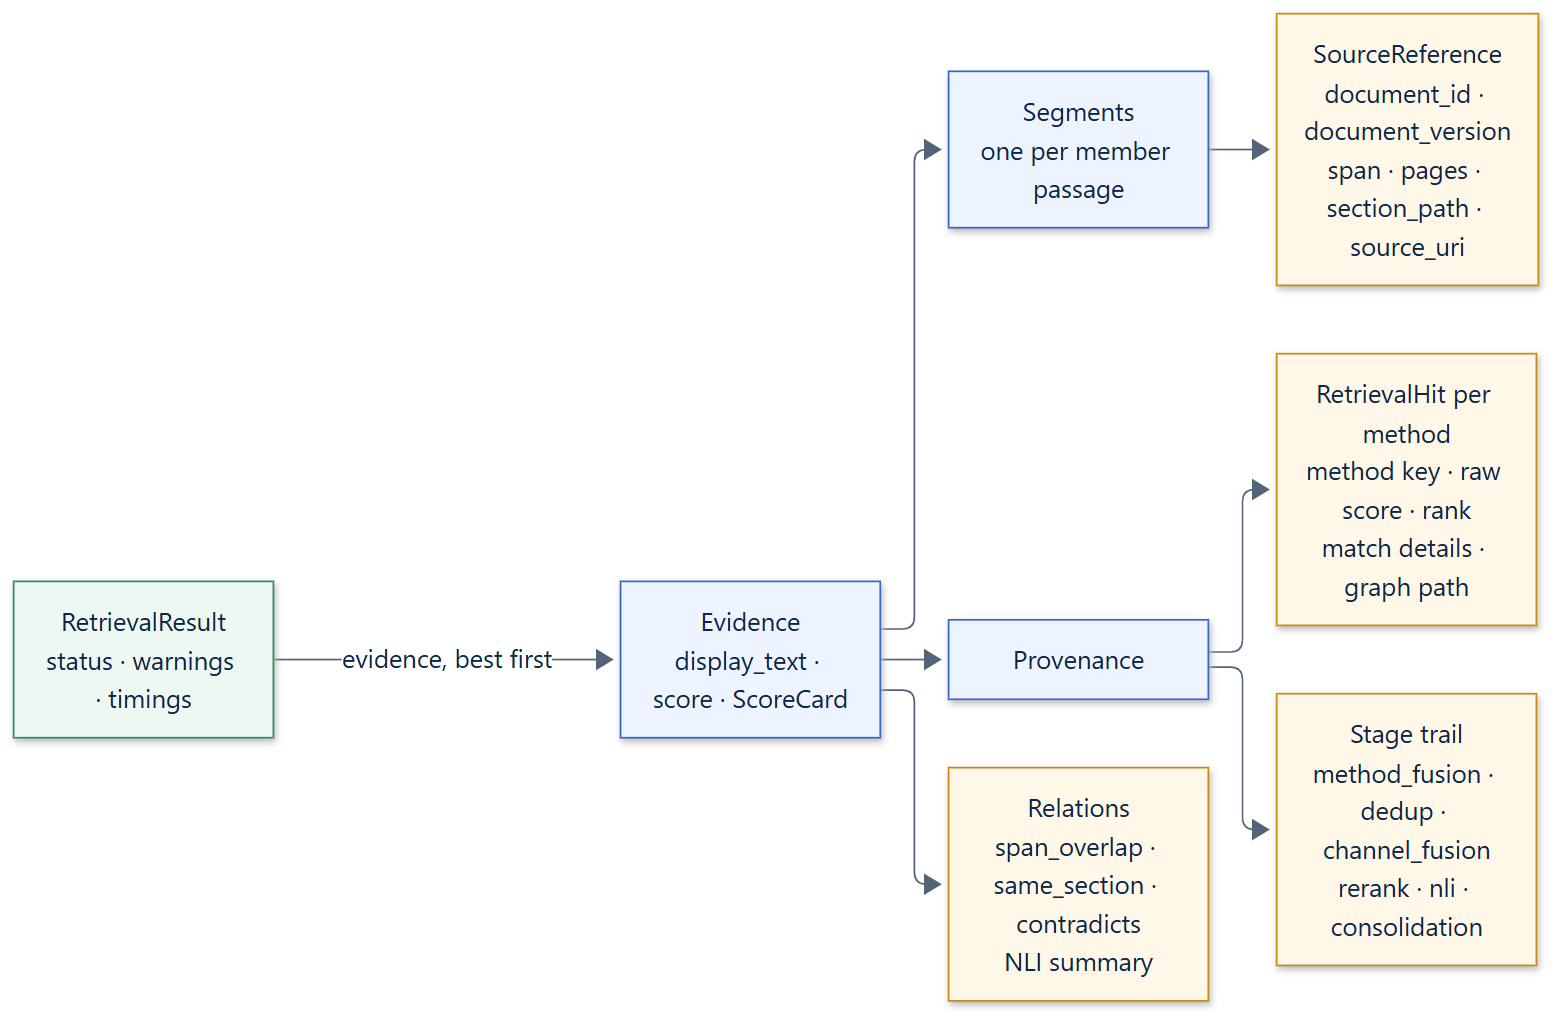 RetrievalResult
status · warnings
· timings
evidence, best first
Evidence
display_text ·
score · ScoreCard
Segments
one per member
passage
SourceReference
document_id ·
document_version
span · pages ·
section_path ·
source_uri
Provenance
RetrievalHit per
method
method key · raw
score · rank
match details ·
graph path
Stage trail
method_fusion ·
dedup ·
channel_fusion
rerank · nli ·
consolidation
Relations
span_overlap ·
same_section ·
contradicts
NLI summary